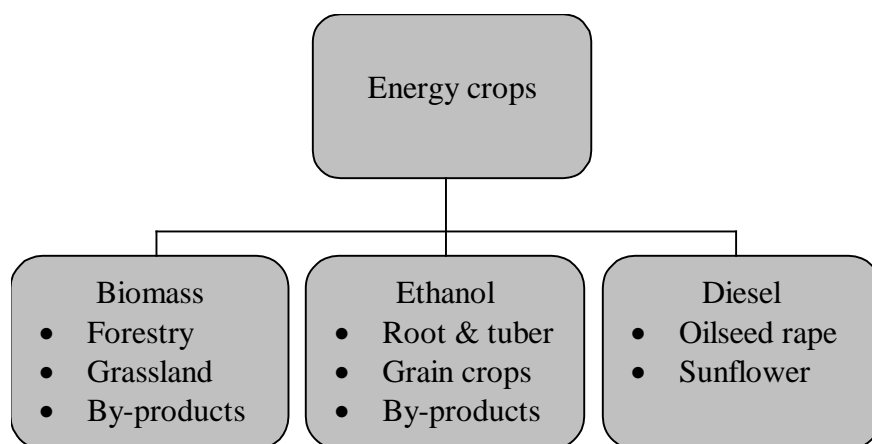 Energy crops
Biomass
• Forestry
• Grassland
• By-products
Ethanol
• Root & tuber
• Grain crops
• By-products
Diesel
• Oilseed rape
• Sunflower